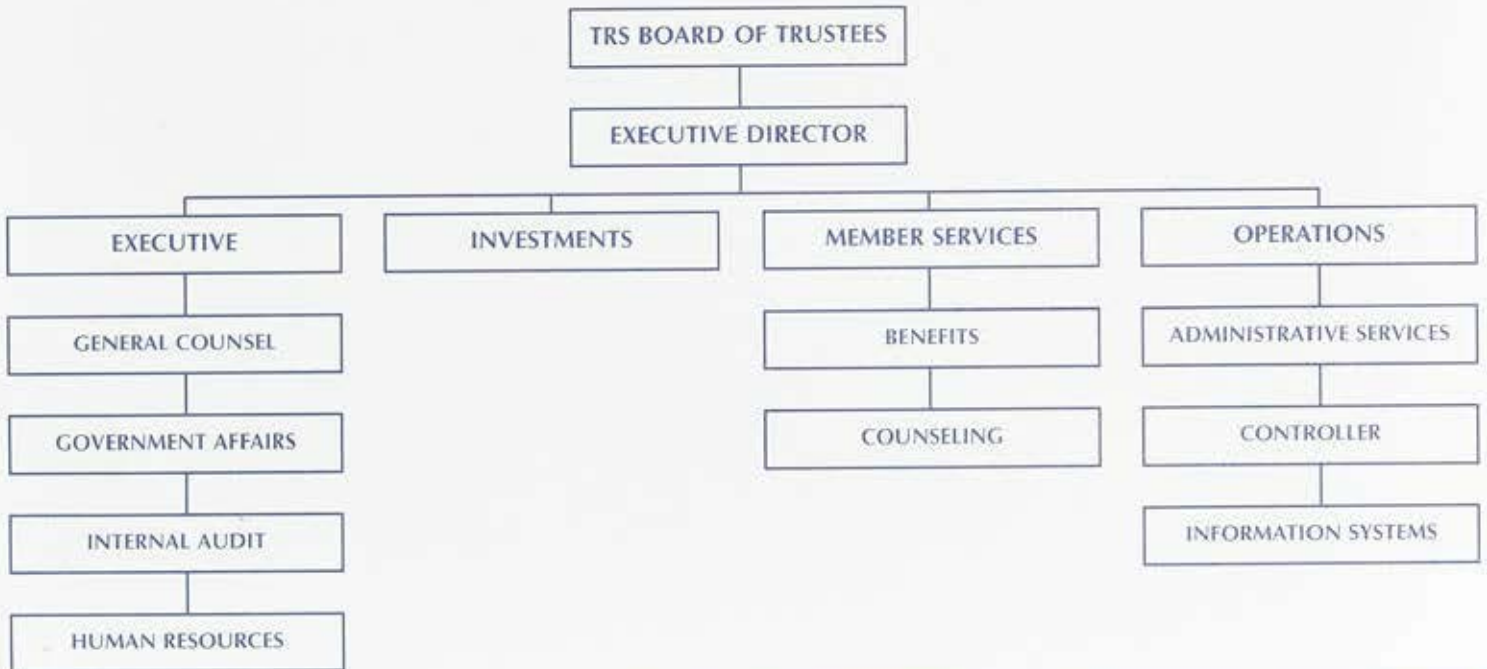 TRS BOARD OF TRUSTEES
EXECUTIVE DIRECTOR
EXECUTIVE
INVESTMENTS
MEMBER SERVICES
OPERATIONS
GENERAL COUNSEL
BENEFITS
ADMINISTRATIVE SERVICES
GOVERNMENT AFFAIRS
COUNSELING
CONTROLLER
INTERNAL AUDIT
INFORMATION SYSTEMS
HUMAN RESOURCES